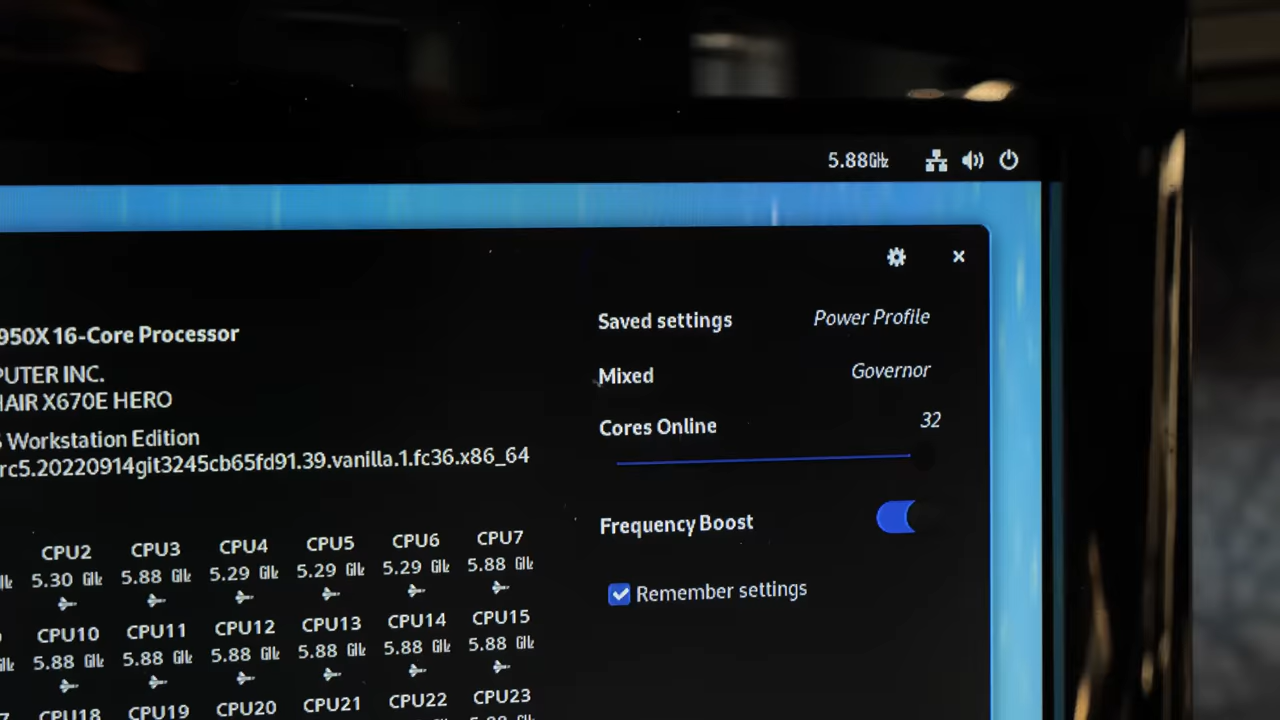 5.88GHz
Saved settings Power Profile
950X 16-Core Processor
Mixed Governor
PUTER INC.
HAIR X670E HERO
Cores Online 32
Workstation Edition
rc5.20220914git3245cb65fd91.39.vanilla.1.fc36.x86_64
Frequency Boost
CPU2 CPU3 CPU4 CPU5 CPU6 CPU7
5.30 GHz 5.88 GHz 5.29 GHz 5.29 GHz 5.29 GHz 5.88 GHz
Remember settings
CPU10 CPU11 CPU12 CPU13 CPU14 CPU15
5.88 GHz 5.88 GHz 5.88 GHz 5.88 GHz 5.88 GHz 5.88 GHz
CPU18 CPU19 CPU20 CPU21 CPU22 CPU23